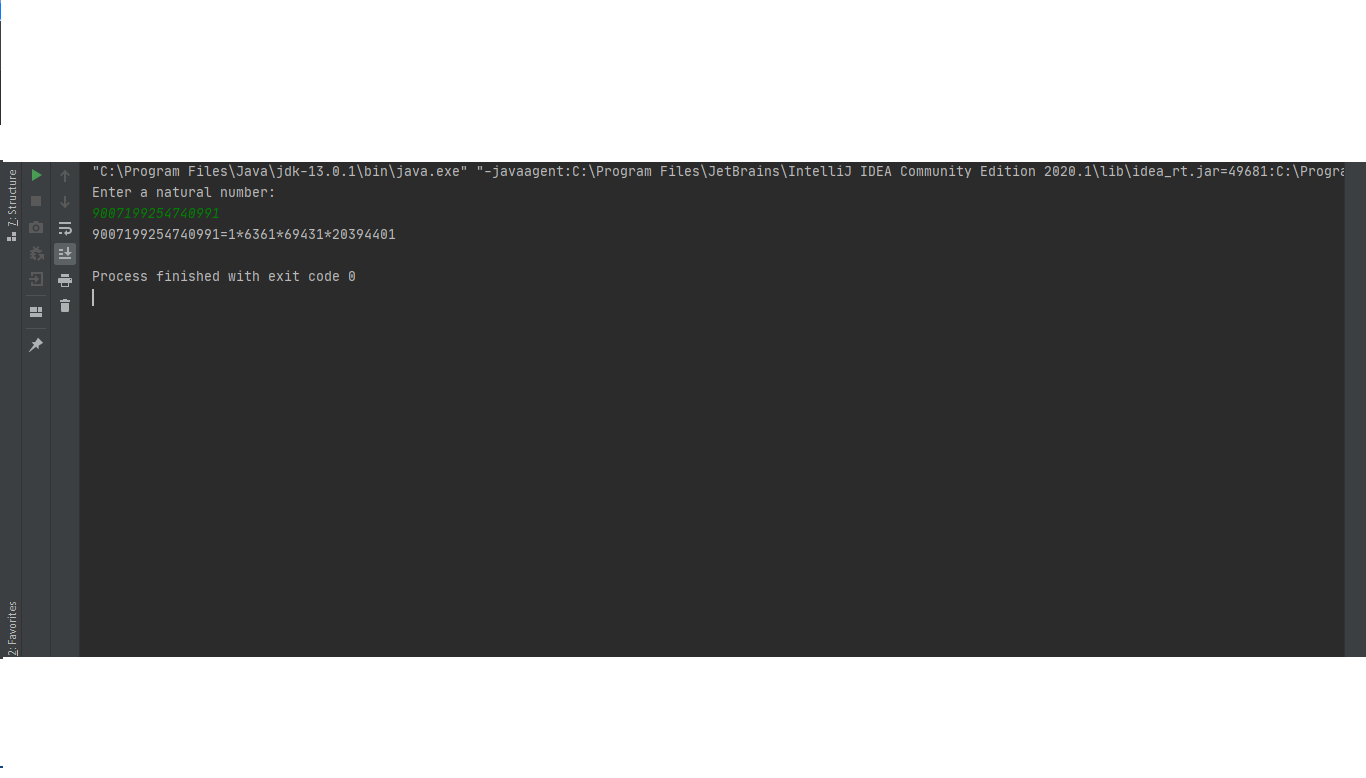 "C:\Program Files\Java\jdk-13.0.1\bin\java.exe" "-javaagent:C:\Program Files\JetBrains\IntelliJ IDEA Community Edition 2020.1\lib\idea_rt.jar=49681:C:\Progra
Enter a natural number:
9007199254740991
9007199254740991=1*6361*69431*20394401
Process finished with exit code 0
7: Structure
2: Favorites